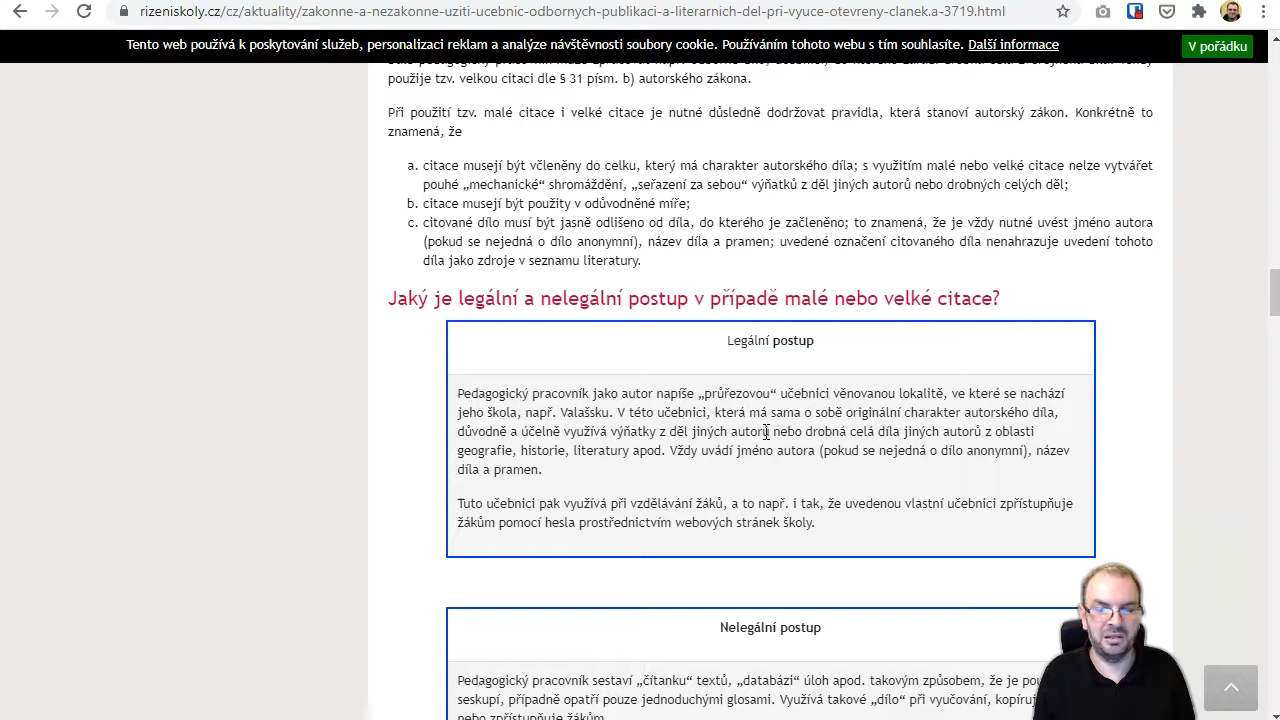 rizeniskoly.cz/cz/aktuality/zakonne-a-nezakonne-uziti-ucebnic-odbornych-publikaci-a-literarnich-del-pri-vyuce-otevreny-clanek.a-3719.html
Tento web používá k poskytování služeb, personalizaci reklam a analýze návštěvnosti soubory cookie. Používáním tohoto webu s tím souhlasíte. Další informace
V pořádku
použije tzv. velkou citaci dle § 31 písm. b) autorského zákona.
Při použití tzv. malé citace i velké citace je nutné důsledně dodržovat pravidla, která stanoví autorský zákon. Konkrétně to
znamená, že
a. citace musejí být včleněny do celku, který má charakter autorského díla; s využitím malé nebo velké citace nelze vytvářet
pouhé „mechanické“ shromáždění, „seřazení za sebou“ výňatků z děl jiných autorů nebo drobných celých děl;
b. citace musejí být použity v odůvodněné míře;
c. citované dílo musí být jasně odlišeno od díla, do kterého je začleněno; to znamená, že je vždy nutné uvést jméno autora
(pokud se nejedná o dílo anonymní), název díla a pramen; uvedené označení citovaného díla nenahrazuje uvedení tohoto
díla jako zdroje v seznamu literatury.
Jaký je legální a nelegální postup v případě malé nebo velké citace?
Legální postup
Pedagogický pracovník jako autor napíše „průřezovou“ učebnici věnovanou lokalitě, ve které se nachází
jeho škola, např. Valašsku. V této učebnici, která má sama o sobě originální charakter autorského díla,
důvodně a účelně využívá výňatky z děl jiných autorů nebo drobná celá díla jiných autorů z oblasti
geografie, historie, literatury apod. Vždy uvádí jméno autora (pokud se nejedná o dílo anonymní), název
díla a pramen.
Tuto učebnici pak využívá při vzdělávání žáků, a to např. i tak, že uvedenou vlastní učebnici zpřístupňuje
žákům pomocí hesla prostřednictvím webových stránek školy.
Nelegální postup
Pedagogický pracovník sestaví „čítanku“ textů, „databázi“ úloh apod. takovým způsobem, že je
seskupí, případně opatří pouze jednoduchými glosami. Využívá takové „dílo“ při vyučování,
nebo zpřístupňuje žákům.